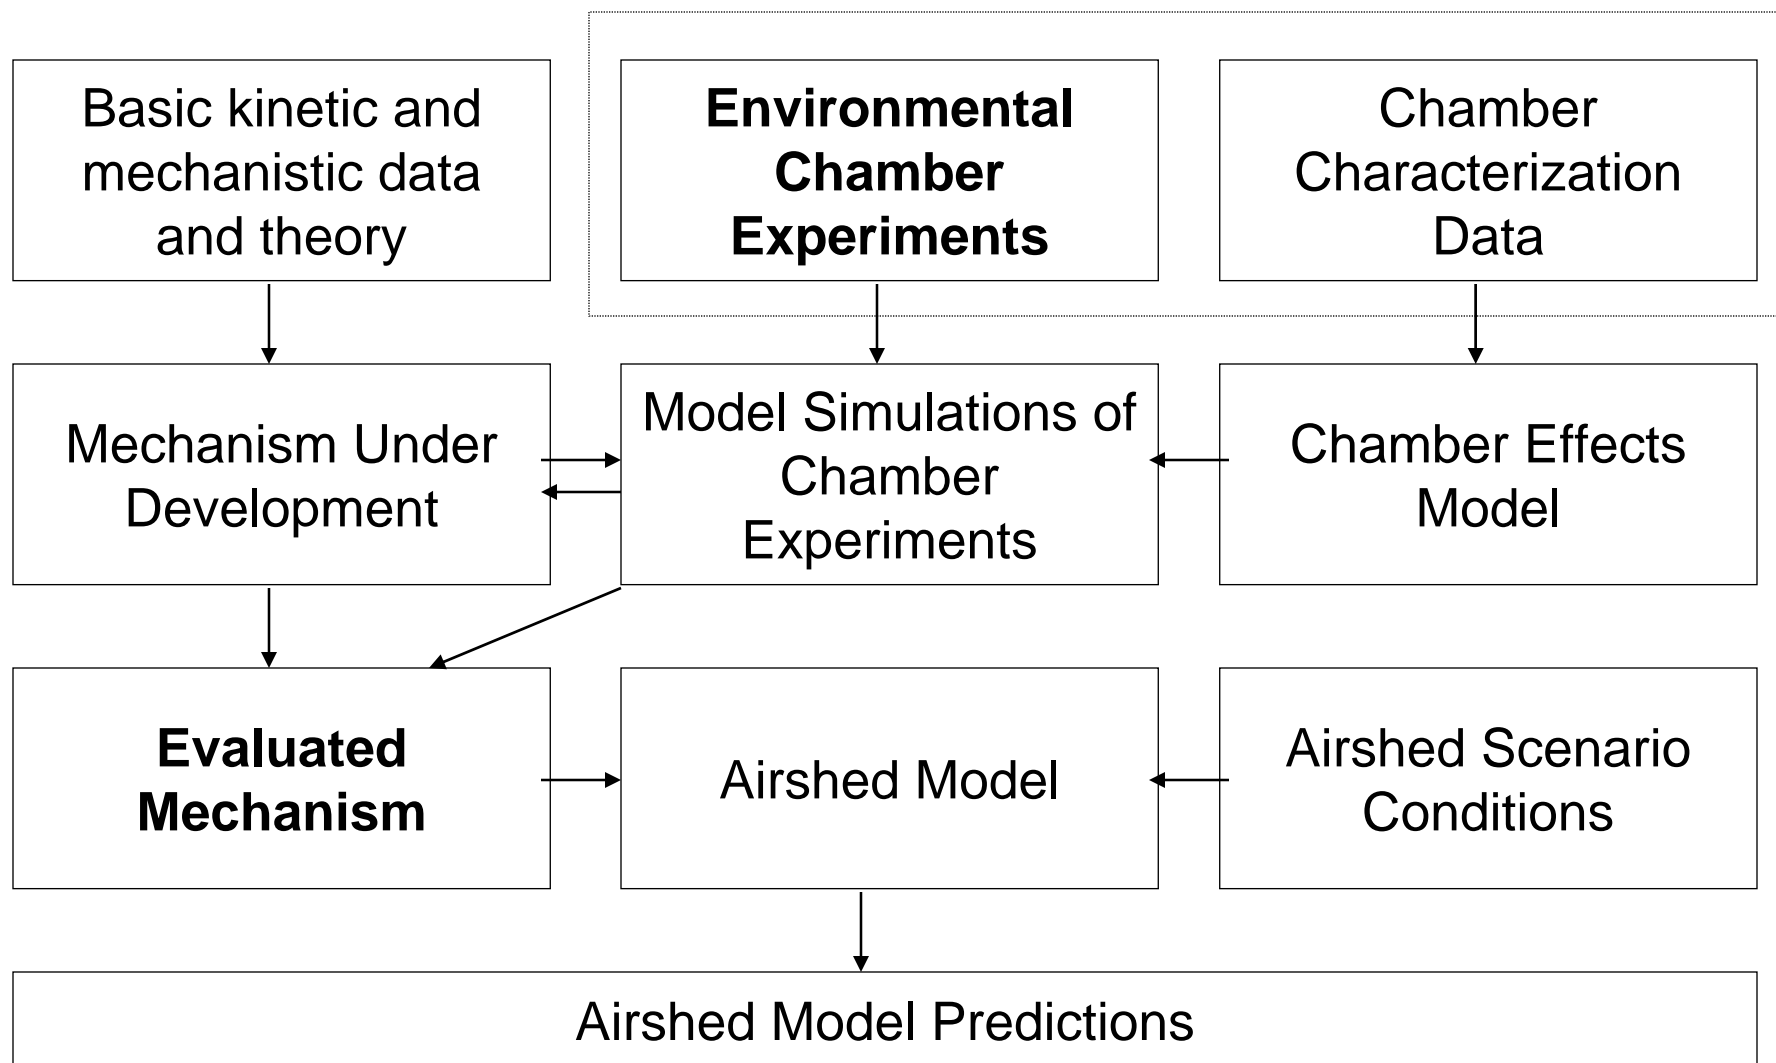 Basic kinetic and
mechanistic data
and theory
Environmental
Chamber
Experiments
Chamber
Characterization
Data
Mechanism Under
Development
Model Simulations of
Chamber
Experiments
Chamber Effects
Model
Evaluated
Mechanism
Airshed Model
Airshed Scenario
Conditions
Airshed Model Predictions